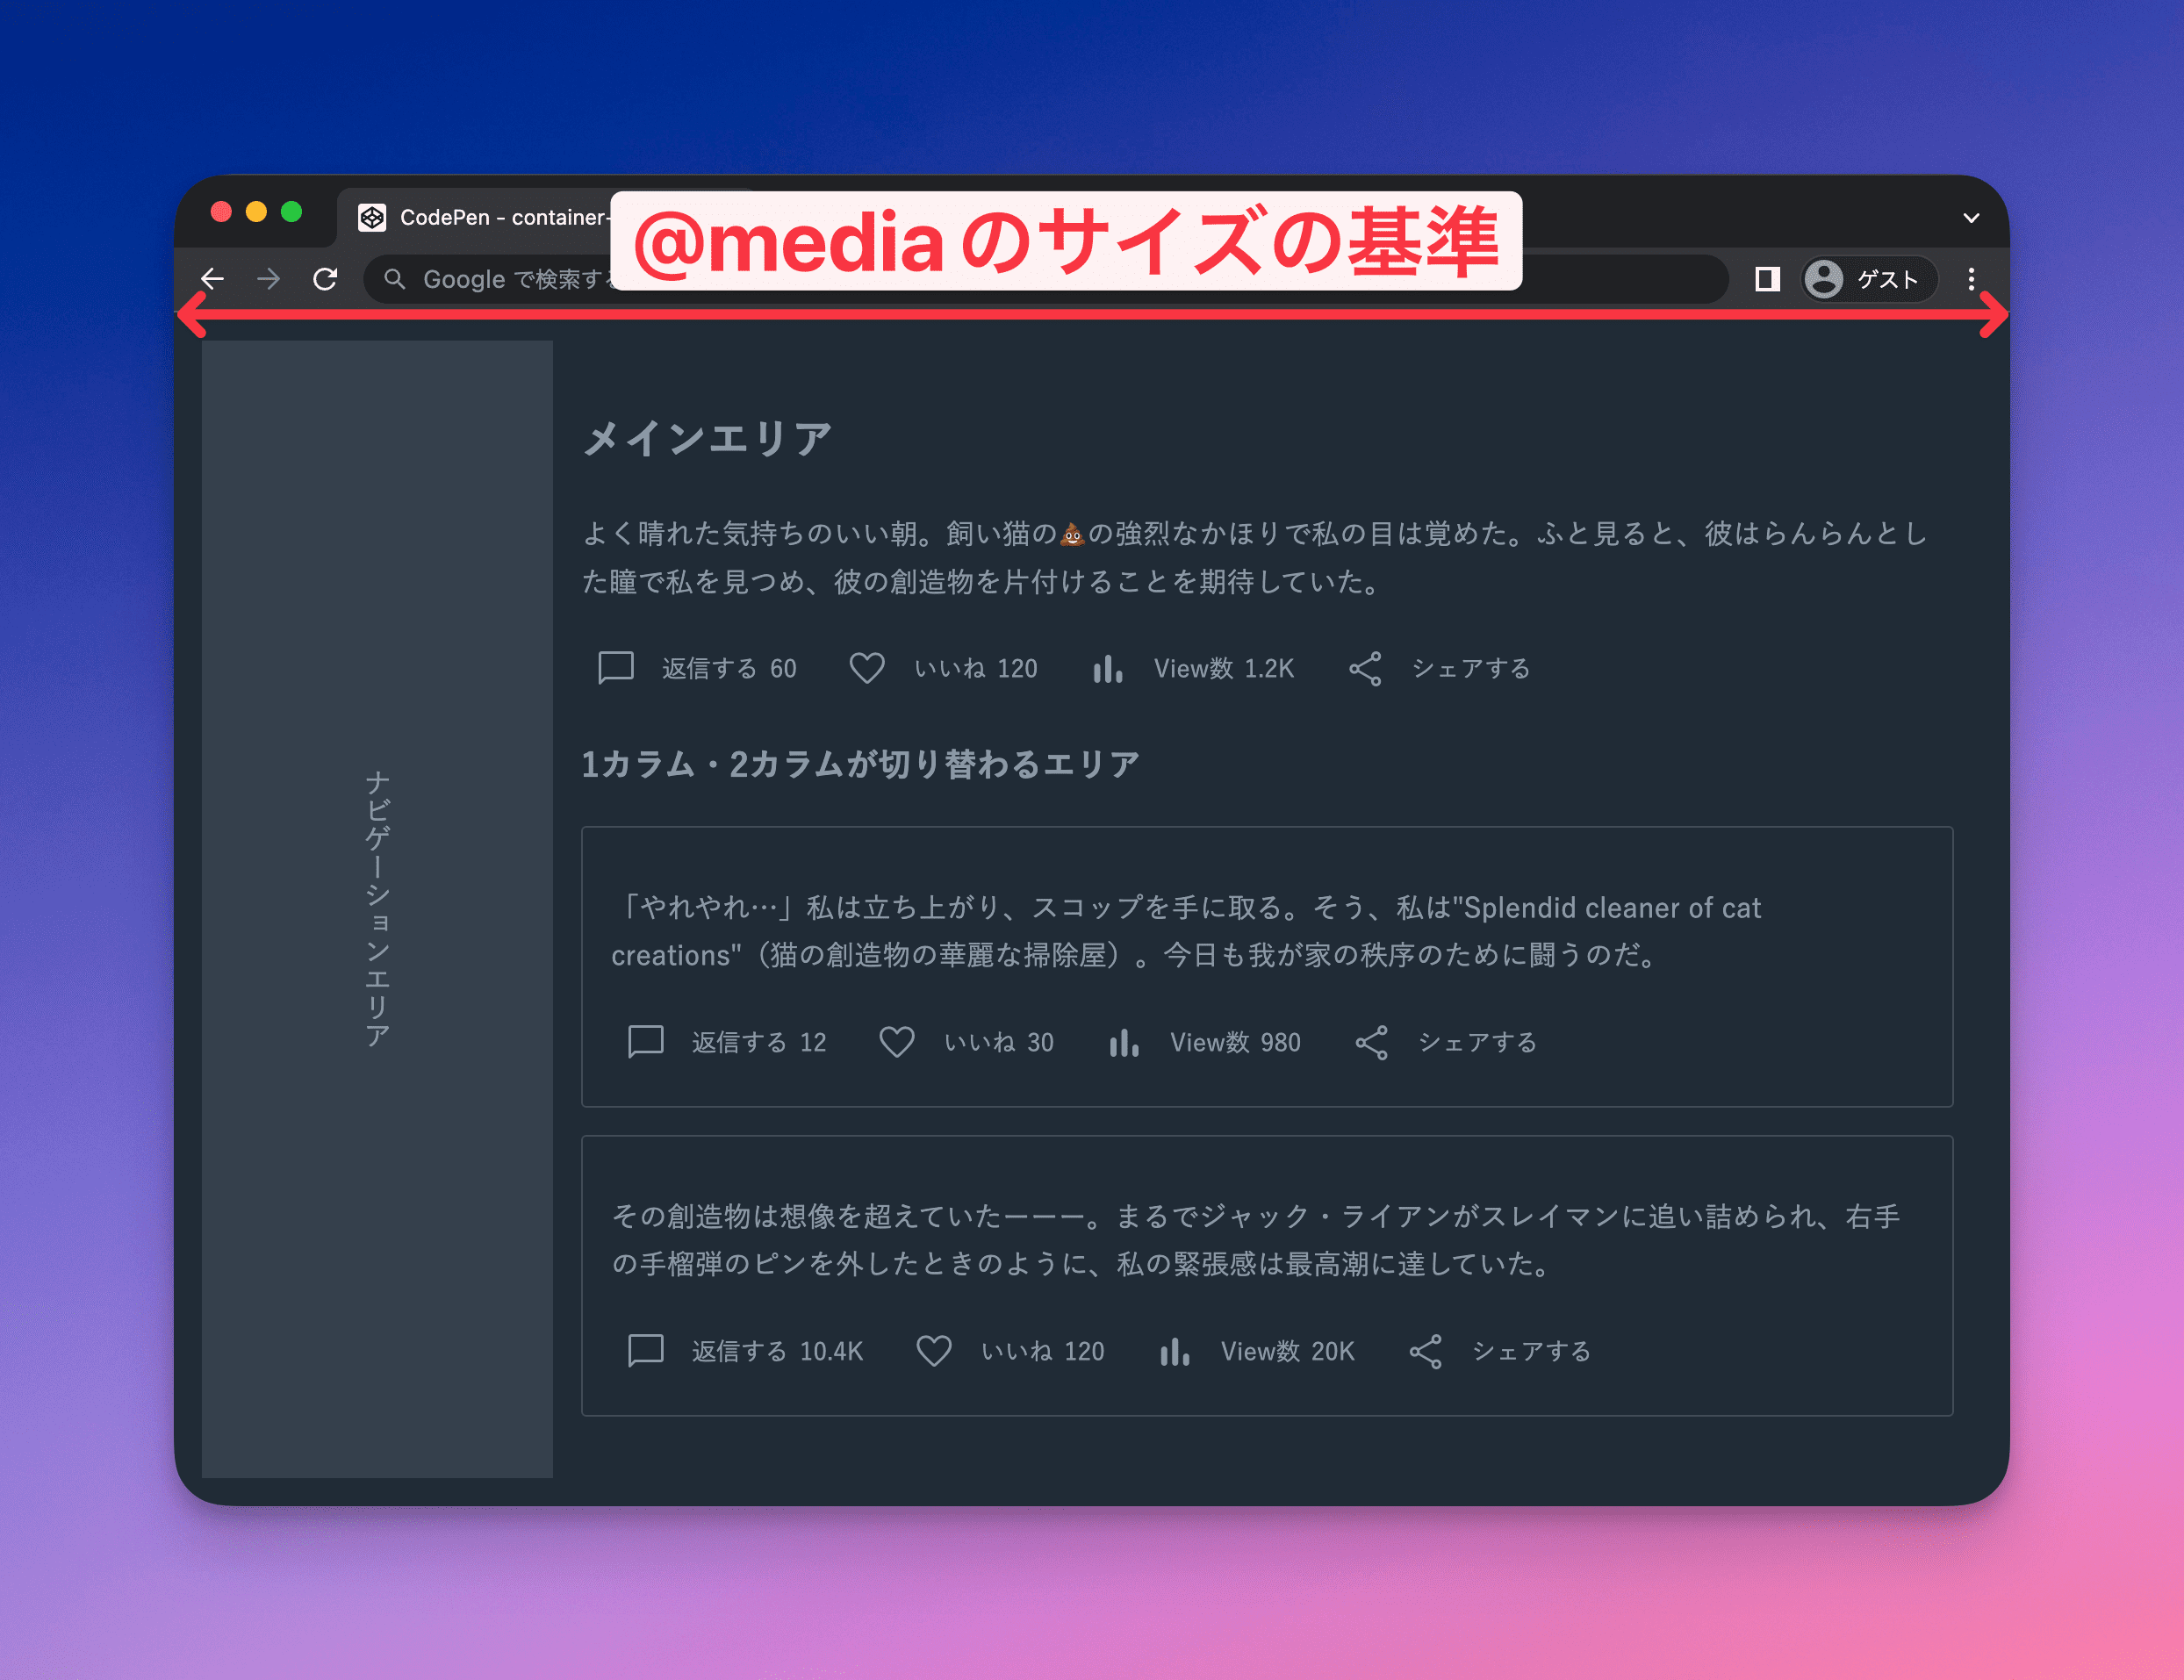 CodePen - container-
@mediaのサイズの基準
Google で検索する
ゲスト
ナビゲーションエリア
メインエリア
よく晴れた気持ちのいい朝。飼い猫の💩の強烈なかほりで私の目は覚めた。ふと見ると、彼はらんらんとし
た瞳で私を見つめ、彼の創造物を片付けることを期待していた。
返信する 60 いいね 120 View数 1.2K シェアする
1カラム・2カラムが切り替わるエリア
「やれやれ…」私は立ち上がり、スコップを手に取る。そう、私は"Splendid cleaner of cat
creations"（猫の創造物の華麗な掃除屋）。今日も我が家の秩序のために闘うのだ。
返信する 12 いいね 30 View数 980 シェアする
その創造物は想像を超えていたーーー。まるでジャック・ライアンがスレイマンに追い詰められ、右手
の手榴弾のピンを外したときのように、私の緊張感は最高潮に達していた。
返信する 10.4K いいね 120 View数 20K シェアする